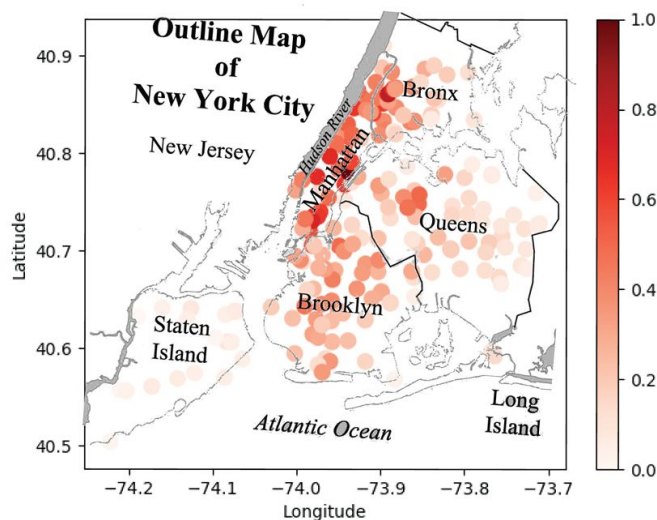 Outline Map
of
New York City
New Jersey
Hudson River
Manhattan
Bronx
Queens
Brooklyn
Staten
Island
Long
Island
Atlantic Ocean
Latitude
40.9
40.8
40.7
40.6
40.5
−74.2
−74.1
−74.0
−73.9
−73.8
−73.7
Longitude
1.0
0.8
0.6
0.4
0.2
0.0